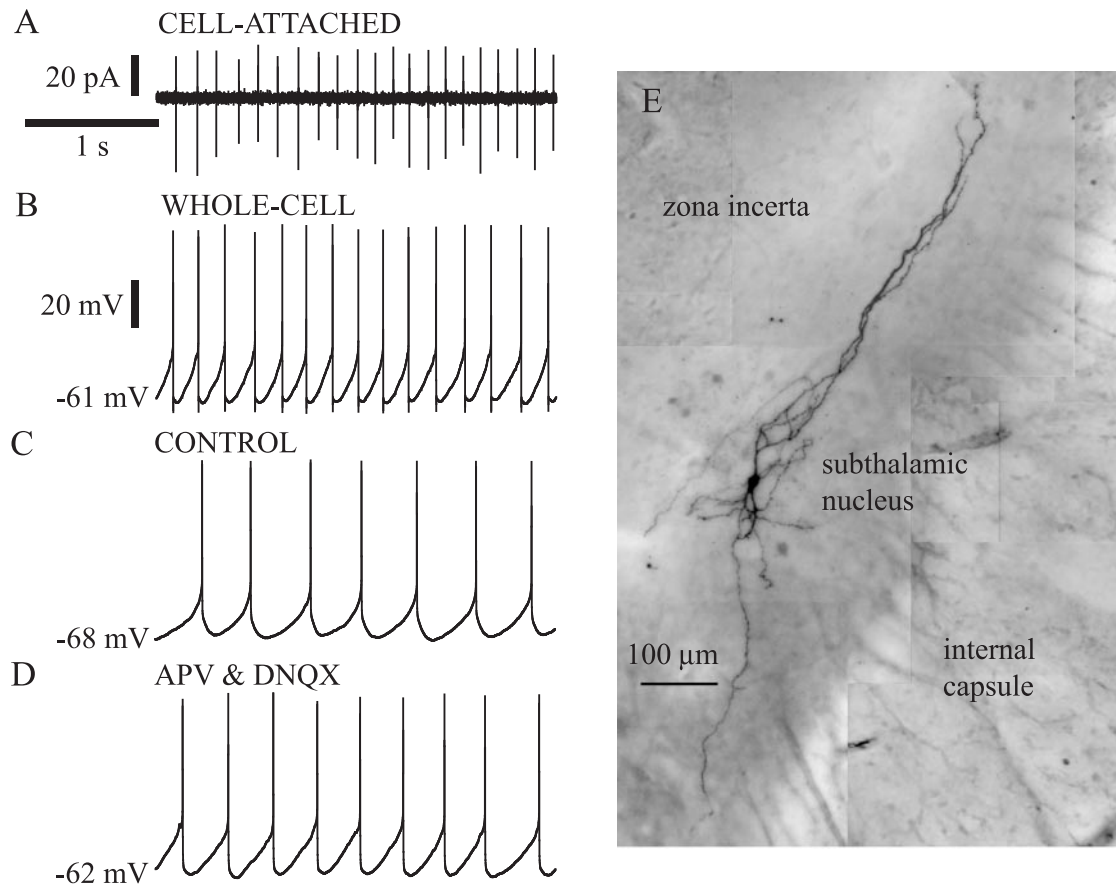 A
CELL-ATTACHED
20 pA
1 s
B
WHOLE-CELL
20 mV
-61 mV
C
CONTROL
-68 mV
D
APV & DNQX
-62 mV
E
zona incerta
subthalamic
nucleus
100 µm
internal
capsule